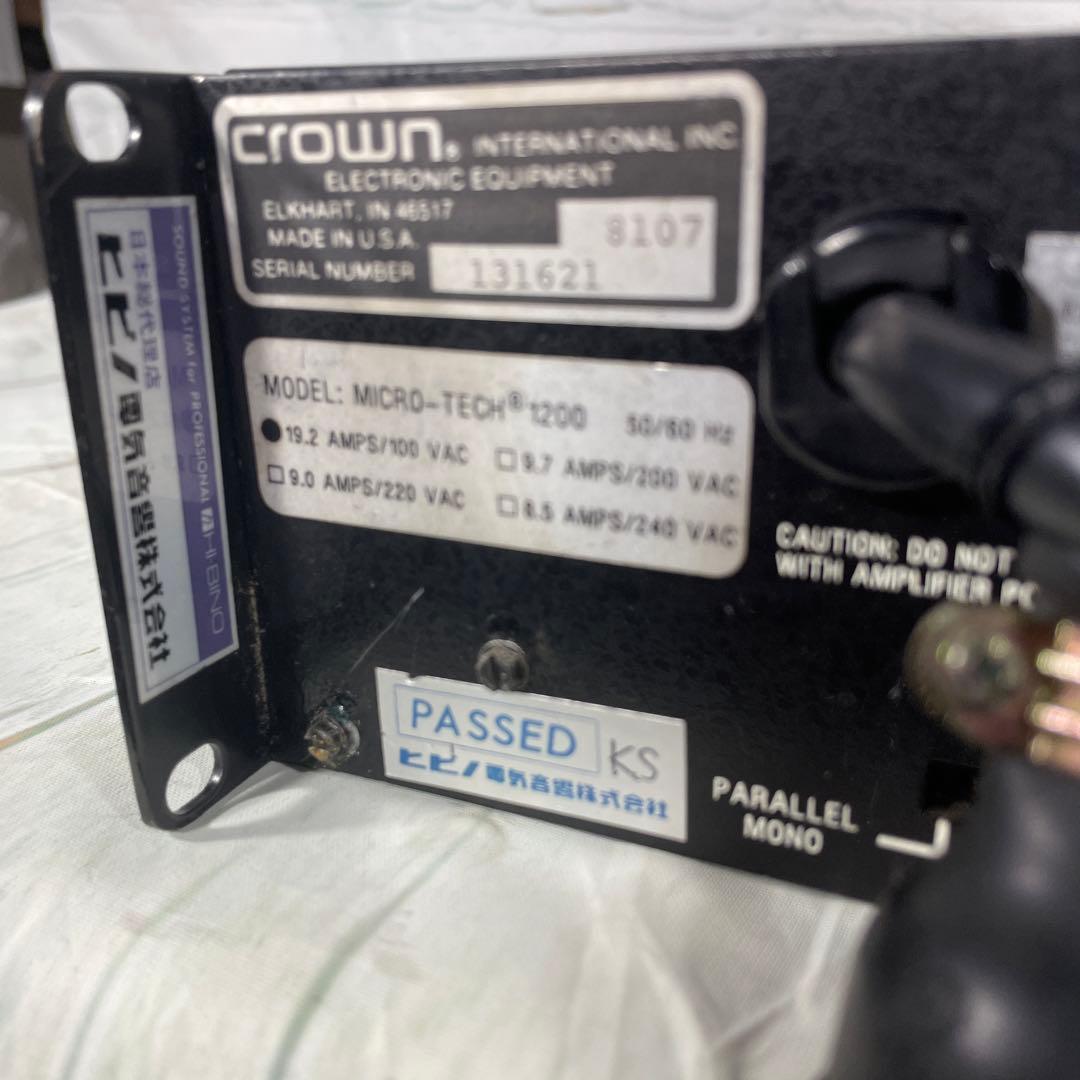 crown® INTERNATIONAL INC
ELECTRONIC EQUIPMENT
ELKHART, IN 46517
MADE IN U.S.A.
8107
SERIAL NUMBER 131621
MODEL: MICRO-TECH® 1200 50/60 Hz
● 19.2 AMPS/100 VAC □ 9.7 AMPS/200 VAC
□ 9.0 AMPS/220 VAC □ 8.5 AMPS/240 VAC
CAUTION: DO NOT
WITH AMPLIFIER PO
SOUND SYSTEM for PROFESSIONAL HIBINO
日本総代理店
ヒビノ電気音響株式会社
PASSED KS
ヒビノ電気音響株式会社
PARALLEL
MONO